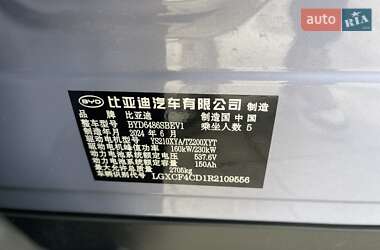 auto RIA
BYD 比亚迪汽车有限公司 制造
品牌 比亚迪 制造国 中国
整车型号 BYD6486SBEV1 乘坐人数 5
制造年月 2024 年 6 月
驱动电机型号 YS210XYA/TZ200XYT
驱动电机峰值功率 160kW/230kW
动力电池系统额定电压 537.6V
动力电池系统额定容量 150Ah
最大允许总质量 2705kg
车辆识别代号 LGXCF4CD1R2109556